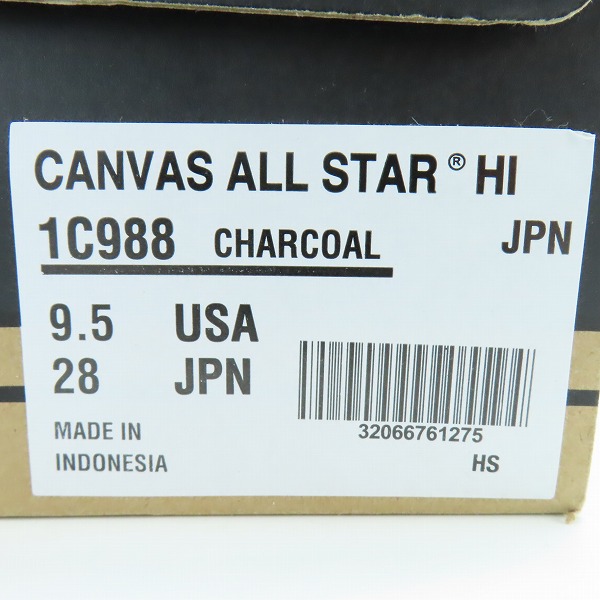 CANVAS ALL STAR® HI
1C988 CHARCOAL JPN
9.5 USA
28 JPN
MADE IN
INDONESIA
32066761275
HS